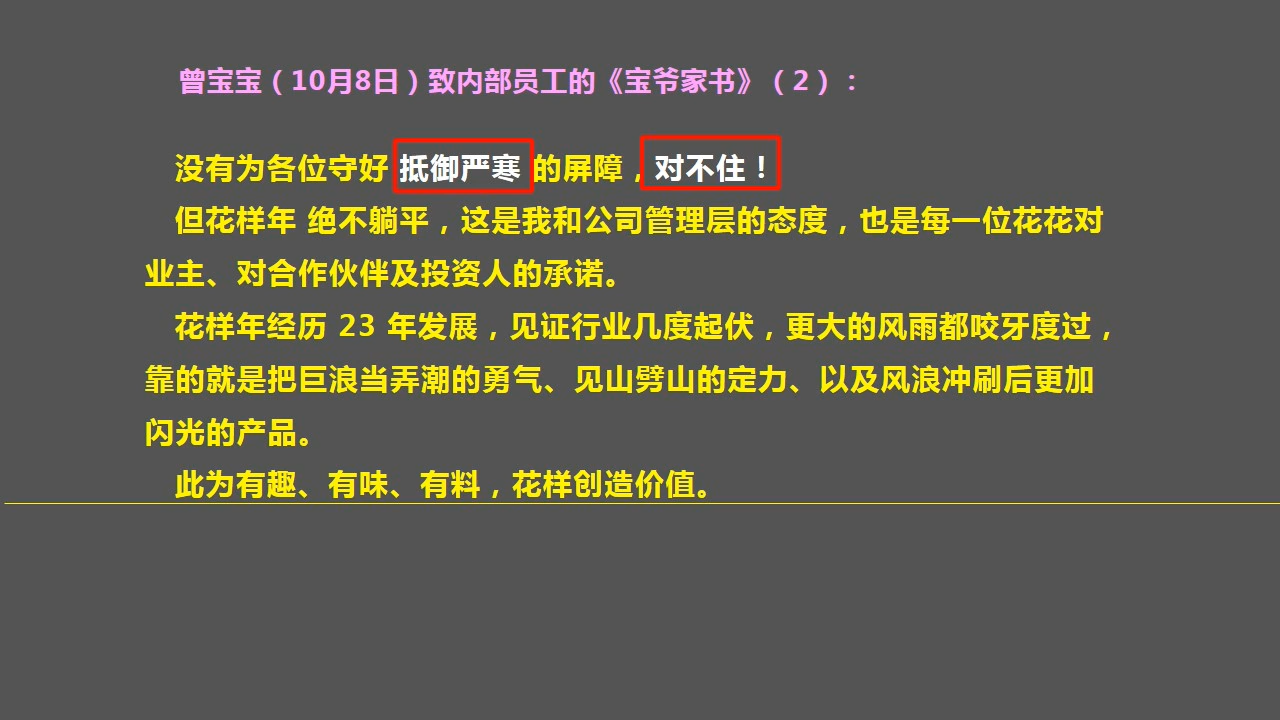 曾宝宝（10月8日）致内部员工的《宝爷家书》（2）：
没有为各位守好 抵御严寒 的屏障，对不住！
但花样年 绝不躺平，这是我和公司管理层的态度，也是每一位花花对
业主、对合作伙伴及投资人的承诺。
花样年经历 23 年发展，见证行业几度起伏，更大的风雨都咬牙度过，
靠的就是把巨浪当弄潮的勇气、见山劈山的定力、以及风浪冲刷后更加
闪光的产品。
此为有趣、有味、有料，花样创造价值。